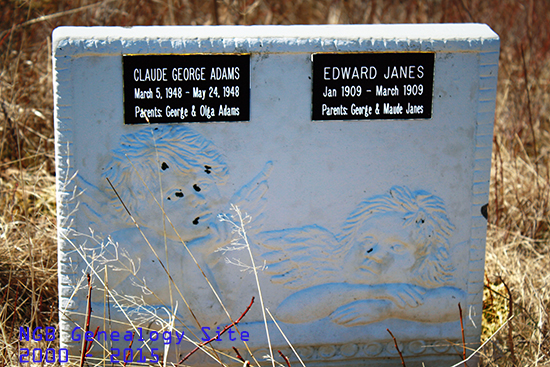 CLAUDE GEORGE ADAMS
March 5, 1948 - May 24, 1948
Parents: George & Olga Adams
EDWARD JANES
Jan 1909 - March 1909
Parents: George & Maude Janes
NGB Genealogy Site
2000 - 2015